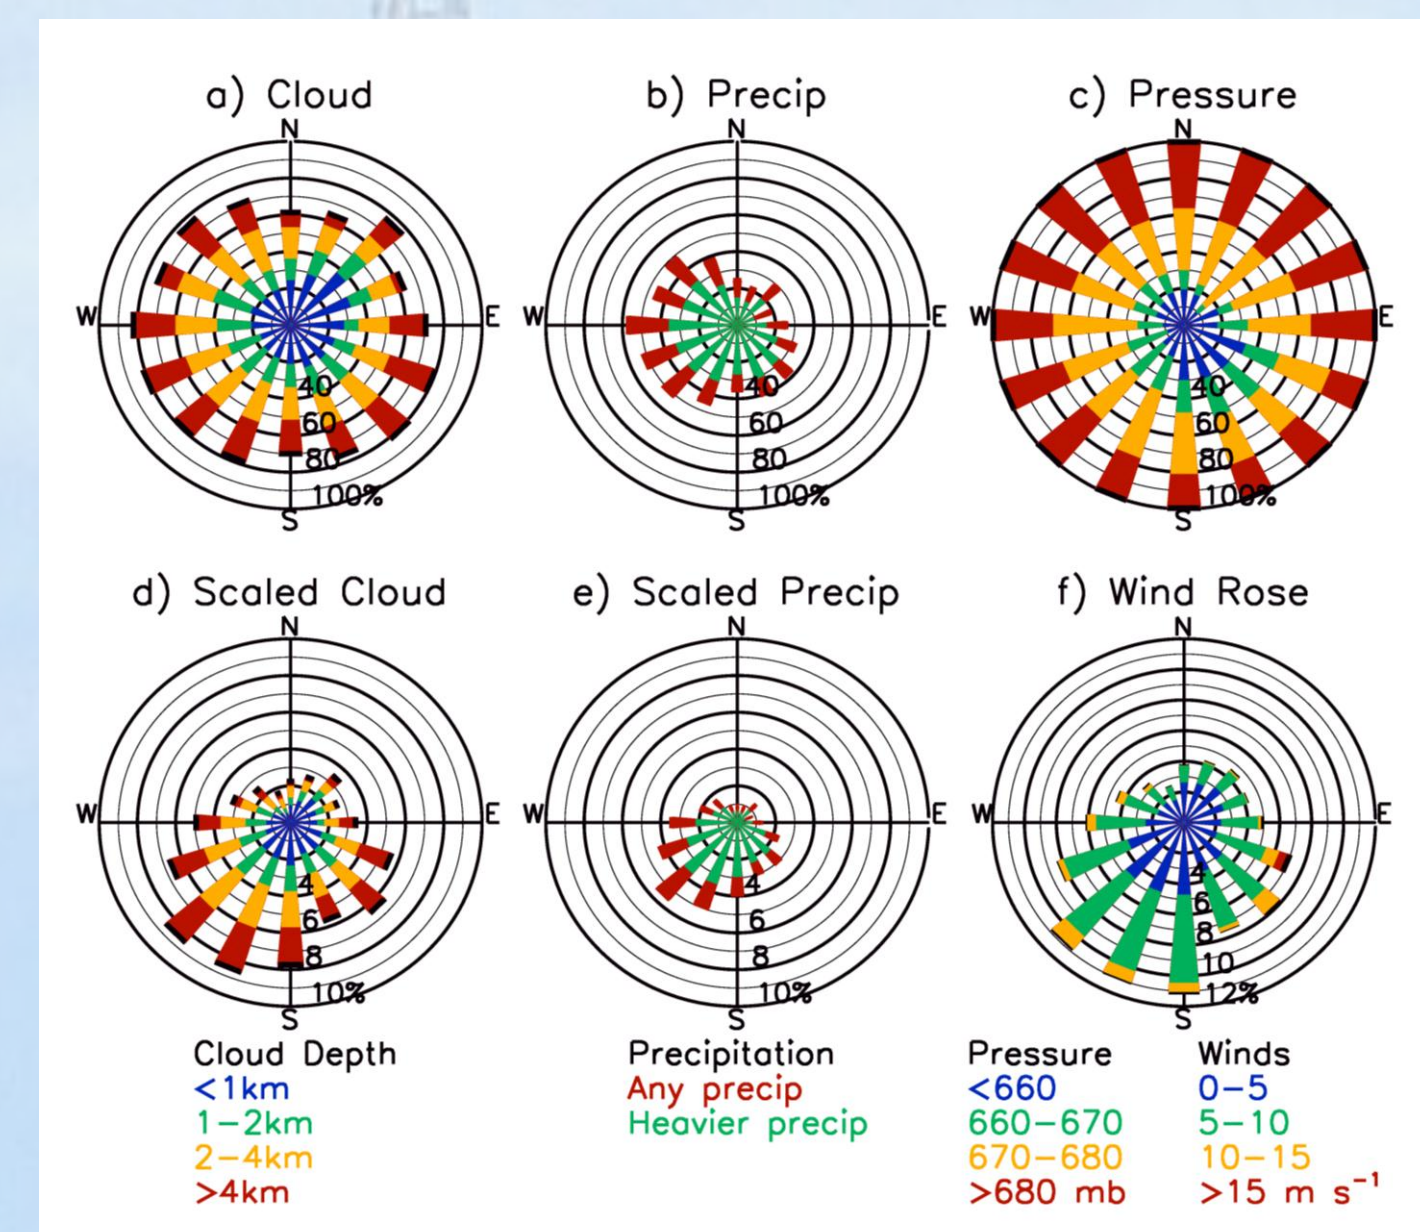 a) Cloud
b) Precip
c) Pressure
N
N
N
W
E
W
E
W
E
40
40
40
60
60
60
80
80
80
100%
100%
100%
S
S
S
d) Scaled Cloud
e) Scaled Precip
f) Wind Rose
N
N
N
W
E
W
E
W
E
4
4
4
6
6
6
8
8
8
10
10%
10%
12%
S
S
S
Cloud Depth
<1km
1-2km
2-4km
>4km
Precipitation
Any precip
Heavier precip
Pressure
<660
660-670
670-680
>680 mb
Winds
0-5
5-10
10-15
>15 m s⁻¹